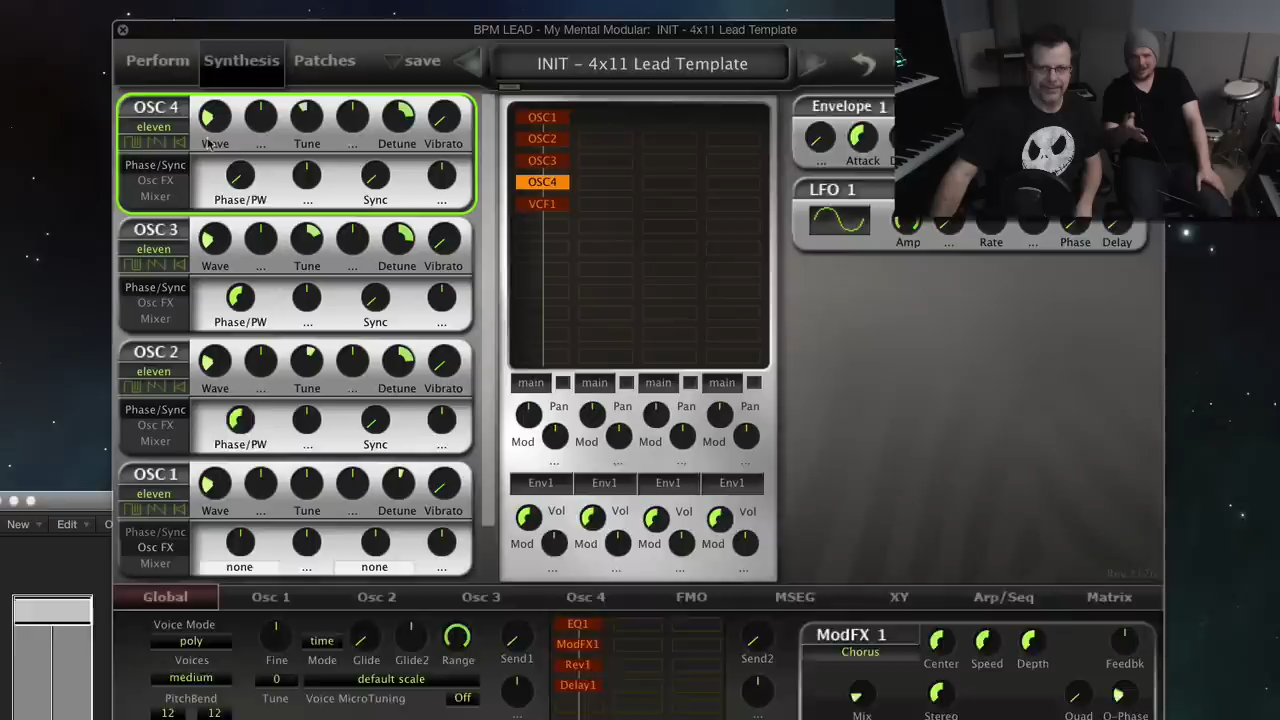 BPM LEAD - My Mental Modular: INIT - 4x11 Lead Template
Perform
Synthesis
Patches
save
INIT – 4x11 Lead Template
OSC 4
eleven
Wave
...
Tune
...
Detune
Vibrato
Phase/Sync
Osc FX
Mixer
Phase/PW
...
Sync
...
OSC 3
eleven
Wave
...
Tune
...
Detune
Vibrato
Phase/Sync
Osc FX
Mixer
Phase/PW
...
Sync
...
OSC 2
eleven
Wave
...
Tune
...
Detune
Vibrato
Phase/Sync
Osc FX
Mixer
Phase/PW
...
Sync
...
OSC 1
eleven
Wave
...
Tune
...
Detune
Vibrato
Phase/Sync
Osc FX
Mixer
none
...
none
...
OSC1
OSC2
OSC3
OSC4
VCF1
main main main main
Pan Pan Pan Pan
Mod Mod Mod Mod
... ... ... ...
Env1 Env1 Env1 Env1
Vol Vol Vol Vol
Mod Mod Mod Mod
... ... ... ...
Envelope 1
... Attack
LFO 1
Amp ... Rate ... Phase Delay
New Edit
Global Osc 1 Osc 2 Osc 3 Osc 4 FMO MSEG XY Arp/Seq Matrix
Voice Mode
poly
Voices
medium
PitchBend
12 12
Fine
0
Tune
time
Mode Glide Glide2 Range
default scale
Voice MicroTuning Off
Send1
...
EQ1
ModFX1
Rev1
Delay1
Send2
...
ModFX 1
Chorus
Center Speed Depth Feedbk
Mix Stereo Quad O-Phase